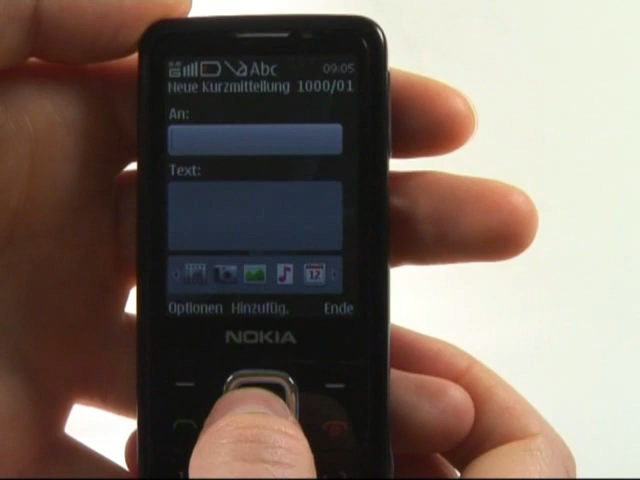 Abc 09:05
Neue Kurzmitteilung 1000/01
An:
Text:
12
Optionen Hinzufüg. Ende
NOKIA